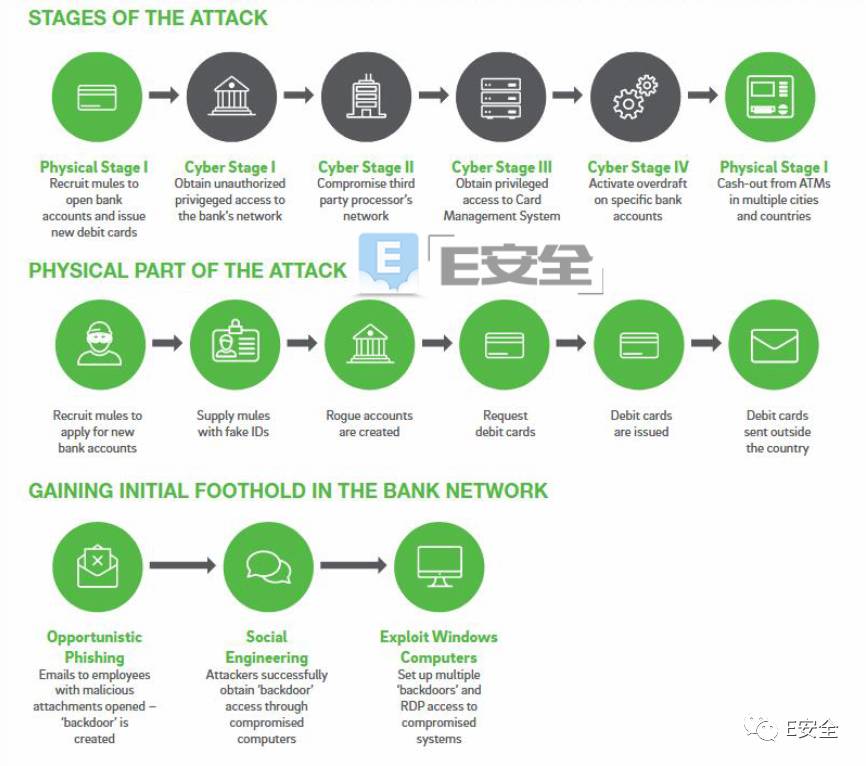 STAGES OF THE ATTACK
Physical Stage I
Recruit mules to
open bank
accounts and issue
new debit cards
Cyber Stage I
Obtain unauthorized
privigeged access to
the bank's network
Cyber Stage II
Compromise third
party processor's
network
Cyber Stage III
Obtain privileged
access to Card
Management System
Cyber Stage IV
Activate overdraft
on specific bank
accounts
Physical Stage I
Cash-out from ATMs
in multiple cities
and countries
E
E安全
PHYSICAL PART OF THE ATTACK
Recruit mules to
apply for new
bank accounts
Supply mules
with fake IDs
Rogue accounts
are created
Request
debit cards
Debit cards
are issued
Debit cards
sent outside
the country
GAINING INITIAL FOOTHOLD IN THE BANK NETWORK
Opportunistic
Phishing
Emails to employees
with malicious
attachments opened –
'backdoor' is
created
Social
Engineering
Attackers successfully
obtain 'backdoor'
access through
compromised
computers
Exploit Windows
Computers
Set up multiple
'backdoors' and
RDP access to
compromised
systems
E安全